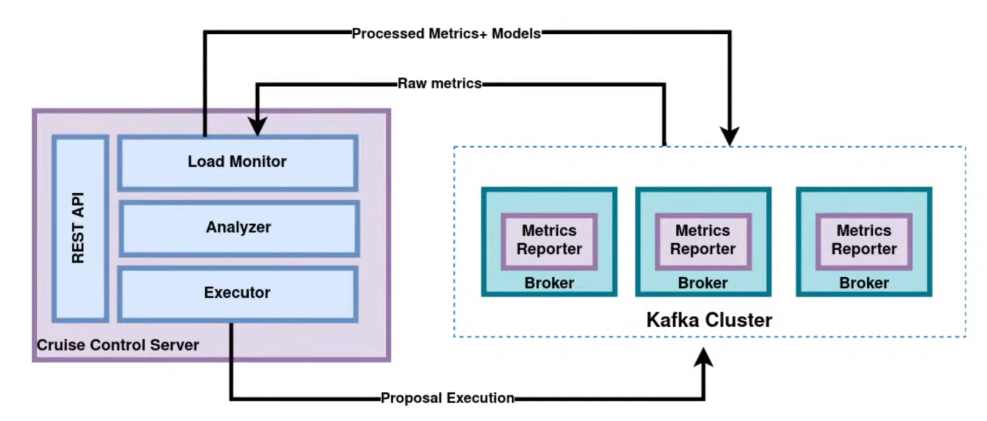 Processed Metrics+ Models
Raw metrics
REST API
Load Monitor
Analyzer
Executor
Cruise Control Server
Metrics
Reporter
Broker
Metrics
Reporter
Broker
Metrics
Reporter
Broker
Kafka Cluster
Proposal Execution